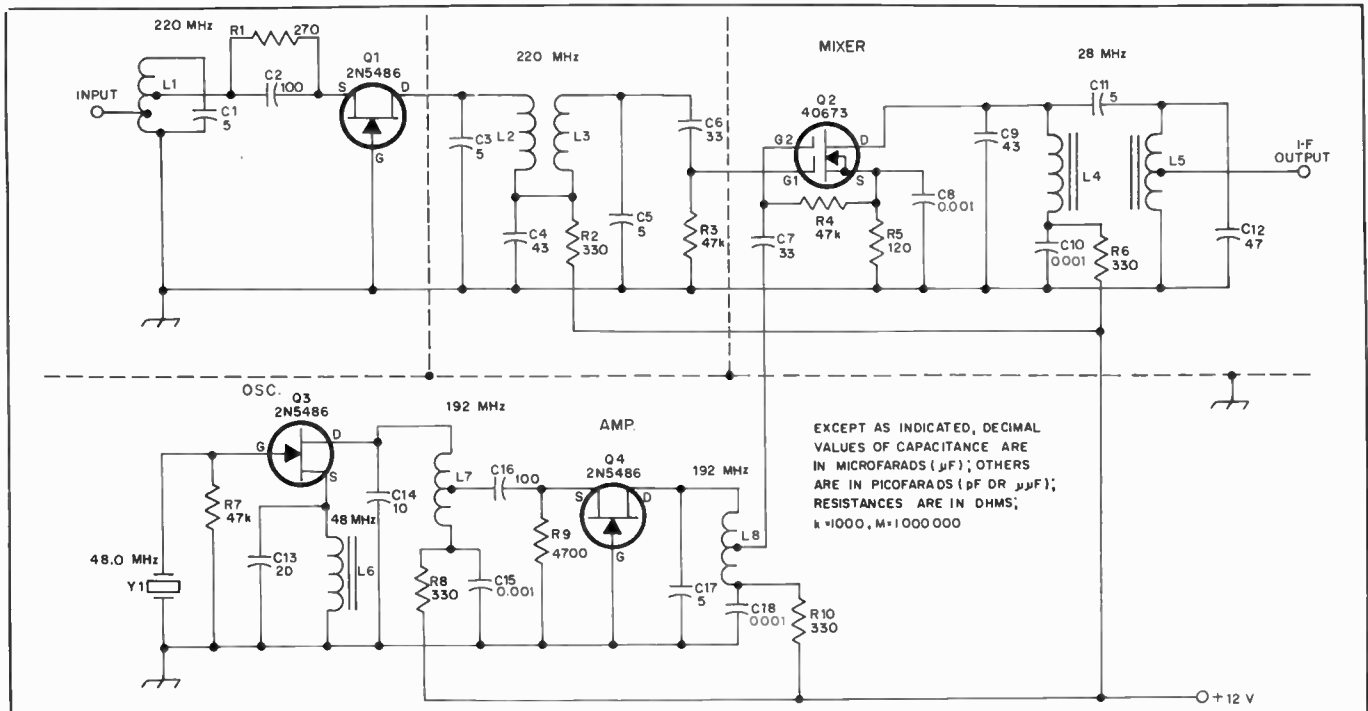 220 MHz
R1
270
C2
100
L1
INPUT
C1
5
Q1
2N5486
S
D
G
220 MHz
C3
5
L2
L3
C4
43
R2
330
C5
5
C6
33
R3
47k
MIXER
Q2
40673
G2
D
G1
S
R4
47k
C7
33
R5
120
C8
0.001
28 MHz
C9
43
C11
5
L4
L5
I-F
OUTPUT
C10
0.001
R6
330
C12
47
OSC.
Q3
2N5486
G
D
S
192 MHz
R7
47k
48 MHz
C13
20
L6
48.0 MHz
Y1
C14
10
L7
C16
100
R8
330
C15
0.001
AMP.
Q4
2N5486
S
D
G
R9
4700
192 MHz
L8
C17
5
C18
0.001
R10
330
EXCEPT AS INDICATED, DECIMAL
VALUES OF CAPACITANCE ARE
IN MICROFARADS (µF); OTHERS
ARE IN PICOFARADS (pF OR µµF);
RESISTANCES ARE IN OHMS;
k=1000, M=1000000
+12 V